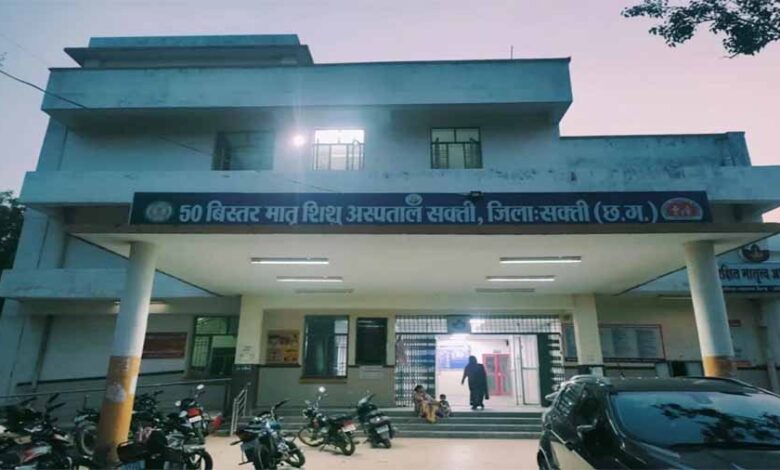 50 बिस्तर मातृ शिशु अस्पताल सक्ती, जिला:सक्ती (छ.ग.)
मातृत्व